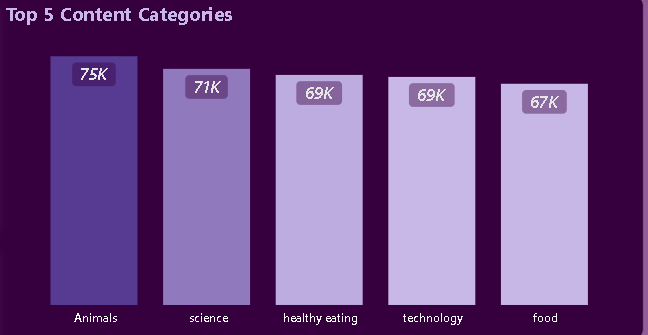 Top 5 Content Categories
75K
71K
69K
69K
67K
Animals
science
healthy eating
technology
food